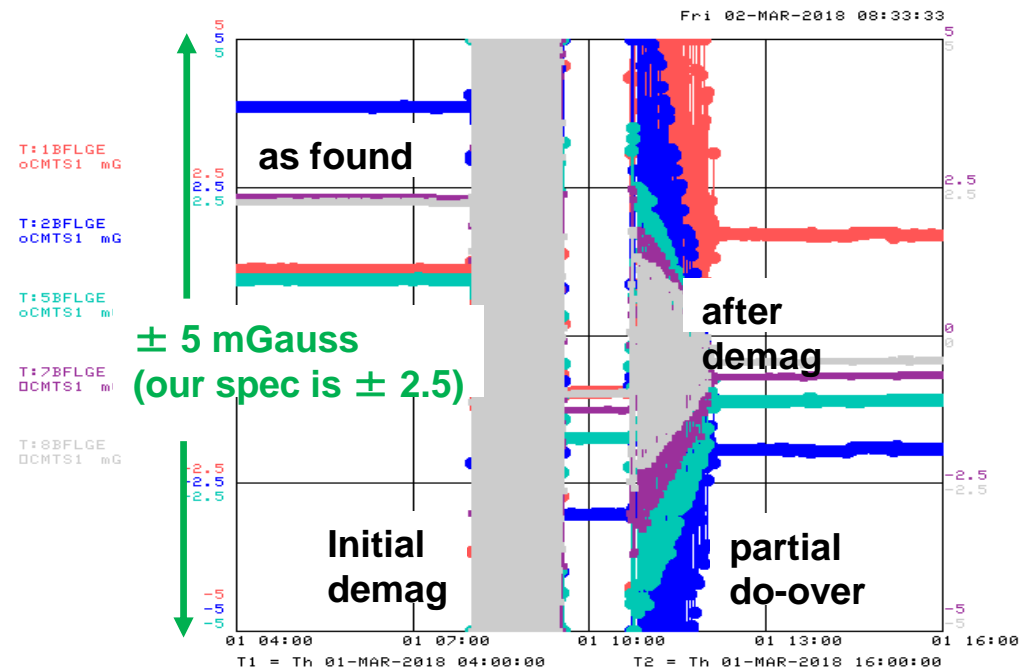 Fri 02-MAR-2018 08:33:33
5
5
5
5
5
T:1BFLGE
oCMTS1 mG
as found
2.5
2.5
2.5
2.5
2.5
T:2BFLGE
oCMTS1 mG
T:5BFLGE
oCMTS1 m
after
demag
± 5 mGauss
(our spec is ± 2.5)
0
0
T:7BFLGE
□CMTS1 m
T:8BFLGE
□CMTS1 mG
-2.5
-2.5
-2.5
-2.5
-2.5
Initial
demag
partial
do-over
-5
-5
-5
-5
-5
01 04:00 01 07:00 01 10:00 01 13:00 01 16:00
T1 = Th 01-MAR-2018 04:00:00 T2 = Th 01-MAR-2018 16:00:00